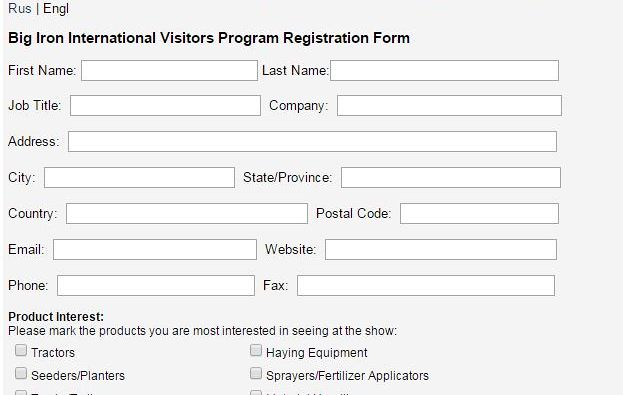 Rus | Engl
Big Iron International Visitors Program Registration Form
First Name: Last Name:
Job Title: Company:
Address:
City: State/Province:
Country: Postal Code:
Email: Website:
Phone: Fax:
Product Interest:
Please mark the products you are most interested in seeing at the show:
Tractors Haying Equipment
Seeders/Planters Sprayers/Fertilizer Applicators